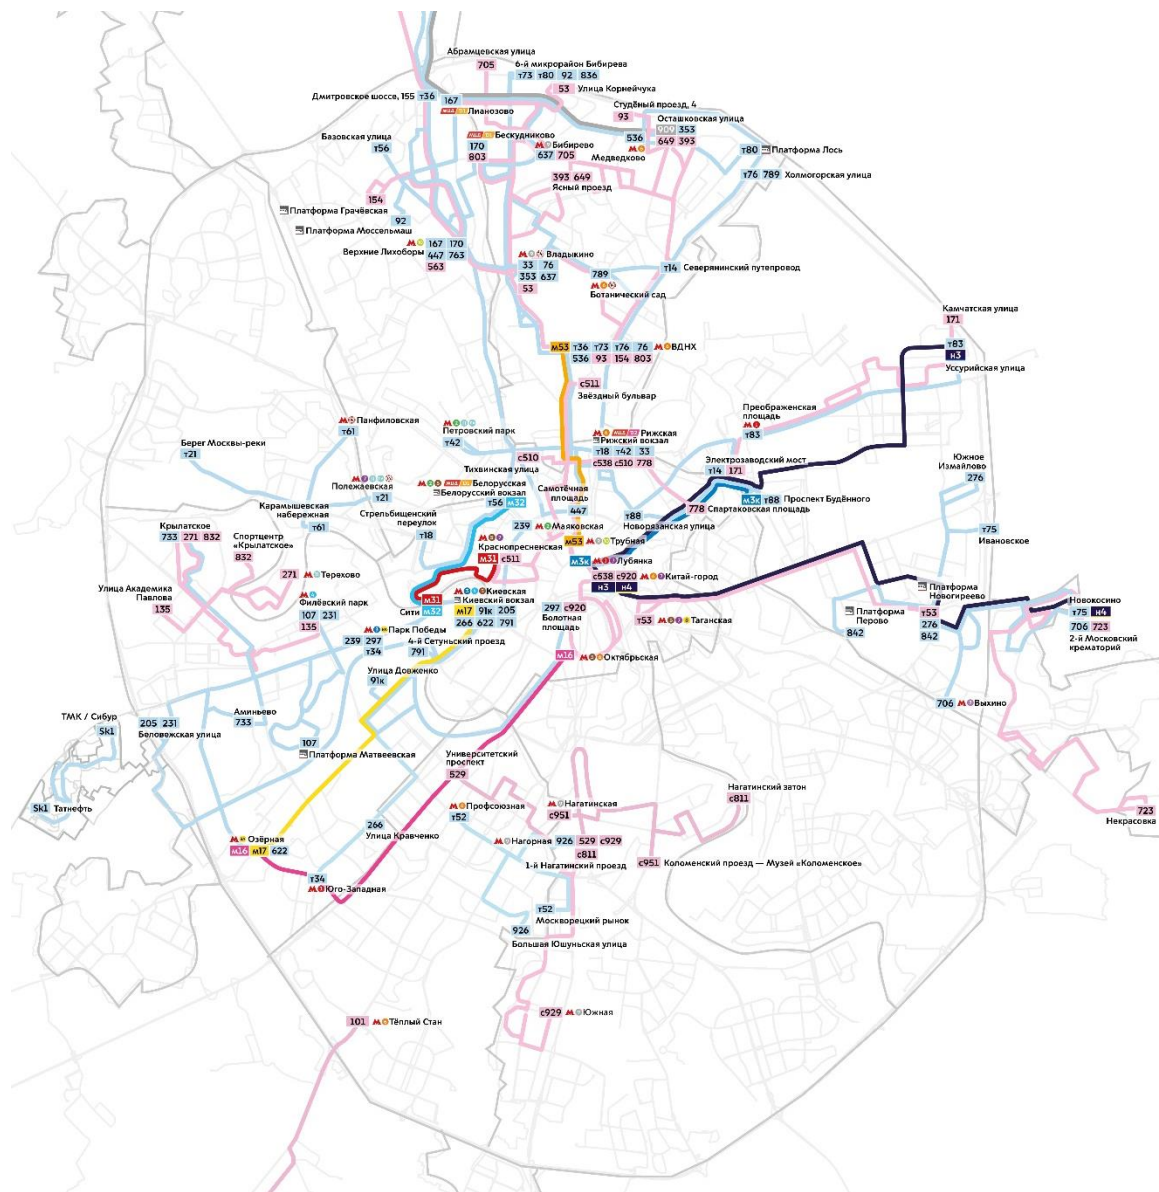 Абрамцевская улица
705
6-й микрорайон Бибирева
т73 т80 92 836
53 Улица Корнейчука
Дмитровское шоссе, 155 т36
167
Лианозово
Студёный проезд, 4
93
Осташковская улица
909 353
649 393
536
Медведково
Базовская улица
т56
Бескудниково
170
803
Бибирево
637 705
т80 Платформа Лось
393 649
Ясный проезд
т76 789 Холмогорская улица
154
Платформа Грачёвская
92
Платформа Моссельмаш
Верхние Лихоборы
167 170
447 763
563
Владыкино
33 76
353 637
53
789
Ботанический сад
т14 Северянинский путепровод
Камчатская улица
171
т83
н3
Уссурийская улица
м53 т36 т73 т76 76 ВДНХ
536 93 154 803
с511
Звёздный бульвар
Преображенская
площадь
т83
Панфиловская
т61
Петровский парк
т42
Рижская
Рижский вокзал
т18 т42 33
с538 с510 778
Берег Москвы-реки
т21
с510
Тихвинская улица
Электрозаводский мост
т14 171
Южное
Измайлово
276
Полежаевская
т21
Белорусская
Белорусский вокзал
т56 м32
Самотёчная
площадь
447
м3к т88 Проспект Будённого
778 Спартаковская площадь
Карамышевская
набережная
т61
Стрельбищенский
переулок
т18
239 Маяковская
т88
Новорязанская улица
т75
Ивановское
Крылатское
733 271 832
Спортцентр
«Крылатское»
832
Краснопресненская
м31 с511
м53 Трубная
м3к Лубянка
271 Терехово
с538 с920 Китай-город
н3 н4
Улица Академика
Павлова
135
Филёвский парк
107 231
135
м31
Сити м32
Киевская
Киевский вокзал
м17 91к 205
266 622 791
297 с920
Болотная
площадь
т53 Таганская
Платформа
Новогиреево
т53
276
842
Платформа
Перово
842
Новокосино
т75 н4
706 723
2-й Московский
крематорий
Парк Победы
239 297
т34
4-й Сетуньский проезд
791
м16 Октябрьская
Улица Довженко
91к
706 Выхино
ТМК / Сибур
Sk1
205 231
Беловежская улица
Аминьево
733
107
Платформа Матвеевская
Университетский
проспект
529
Sk1 Татнефть
Профсоюзная
т52
Нагатинская
с951
Нагатинский затон
с811
723
Некрасовка
266
Улица Кравченко
Озёрная
м16 м17 622
Нагорная 926 529 с929
с811
1-й Нагатинский проезд
с951 Коломенский проезд — Музей «Коломенское»
т34
Юго-Западная
т52
Москворецкий рынок
926
Большая Юшуньская улица
с929 Южная
101 Тёплый Стан